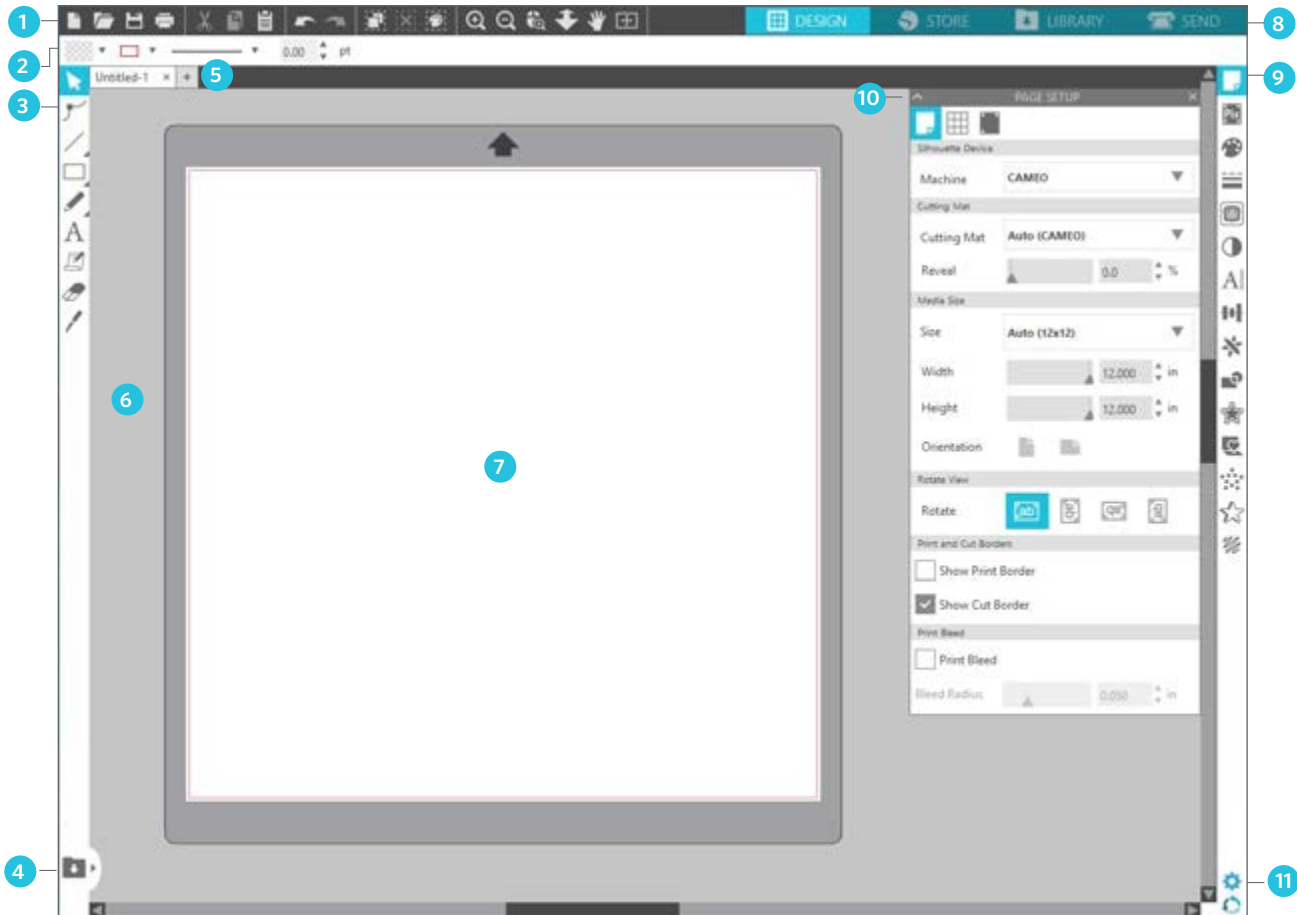 1
DESIGN
STORE
LIBRARY
SEND
8
2
0.00 pt
Untitled-1 × +
5
9
3
10
PAGE SETUP
Silhouette Device
Machine CAMEO
Cutting Mat
Cutting Mat Auto (CAMEO)
Reveal 0.0 %
Media Size
Size Auto (12x12)
Width 12.000 in
Height 12.000 in
Orientation
6
7
Rotate View
Rotate
Print and Cut Borders
Show Print Border
Show Cut Border
Print Bleed
Print Bleed
Bleed Radius 0.050 in
4
11